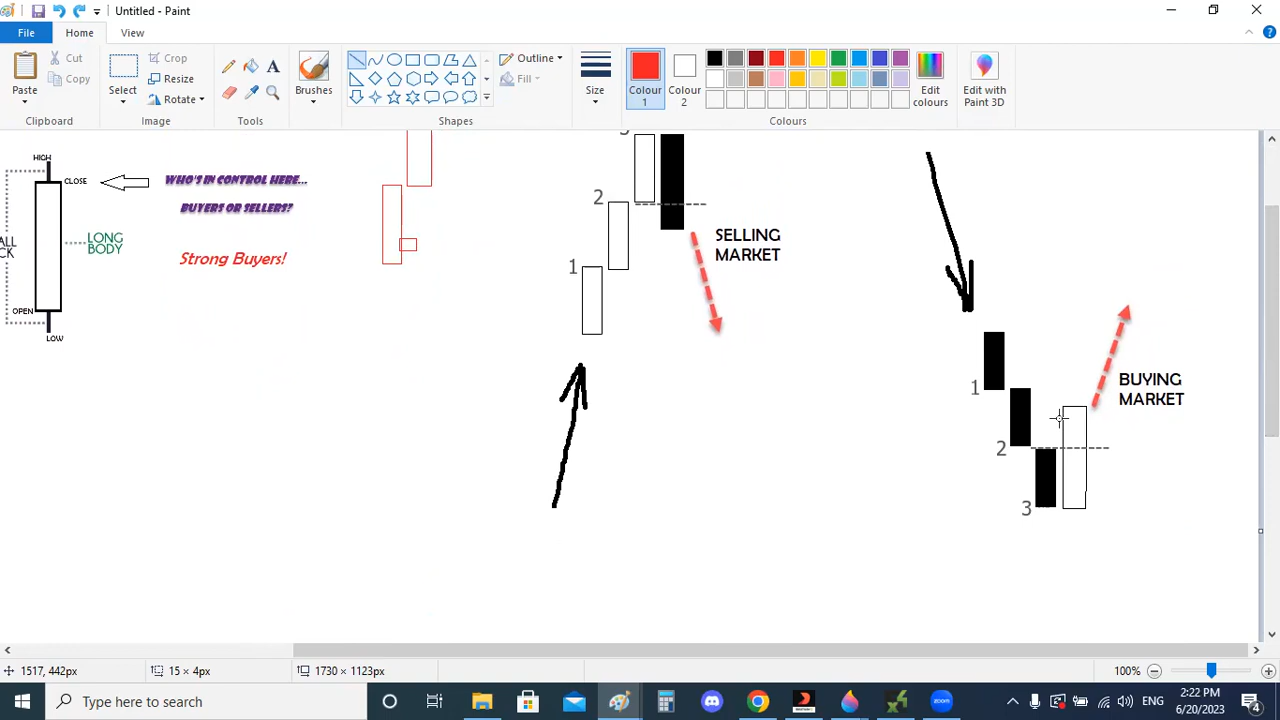 Untitled - Paint
File
Home
View
Paste
Cut
Copy
Clipboard
Select
Crop
Resize
Rotate
Image
Tools
Brushes
Shapes
Outline
Fill
Size
Colour 1
Colour 2
Colours
Edit colours
Edit with Paint 3D
HIGH
CLOSE
LONG
BODY
OPEN
LOW
WHO'S IN CONTROL HERE...
BUYERS OR SELLERS?
Strong Buyers!
2
1
SELLING
MARKET
1
2
3
BUYING
MARKET
1517, 442px
15 × 4px
1730 × 1123px
100%
Type here to search
zoom
ENG
2:22 PM
6/20/2023
4